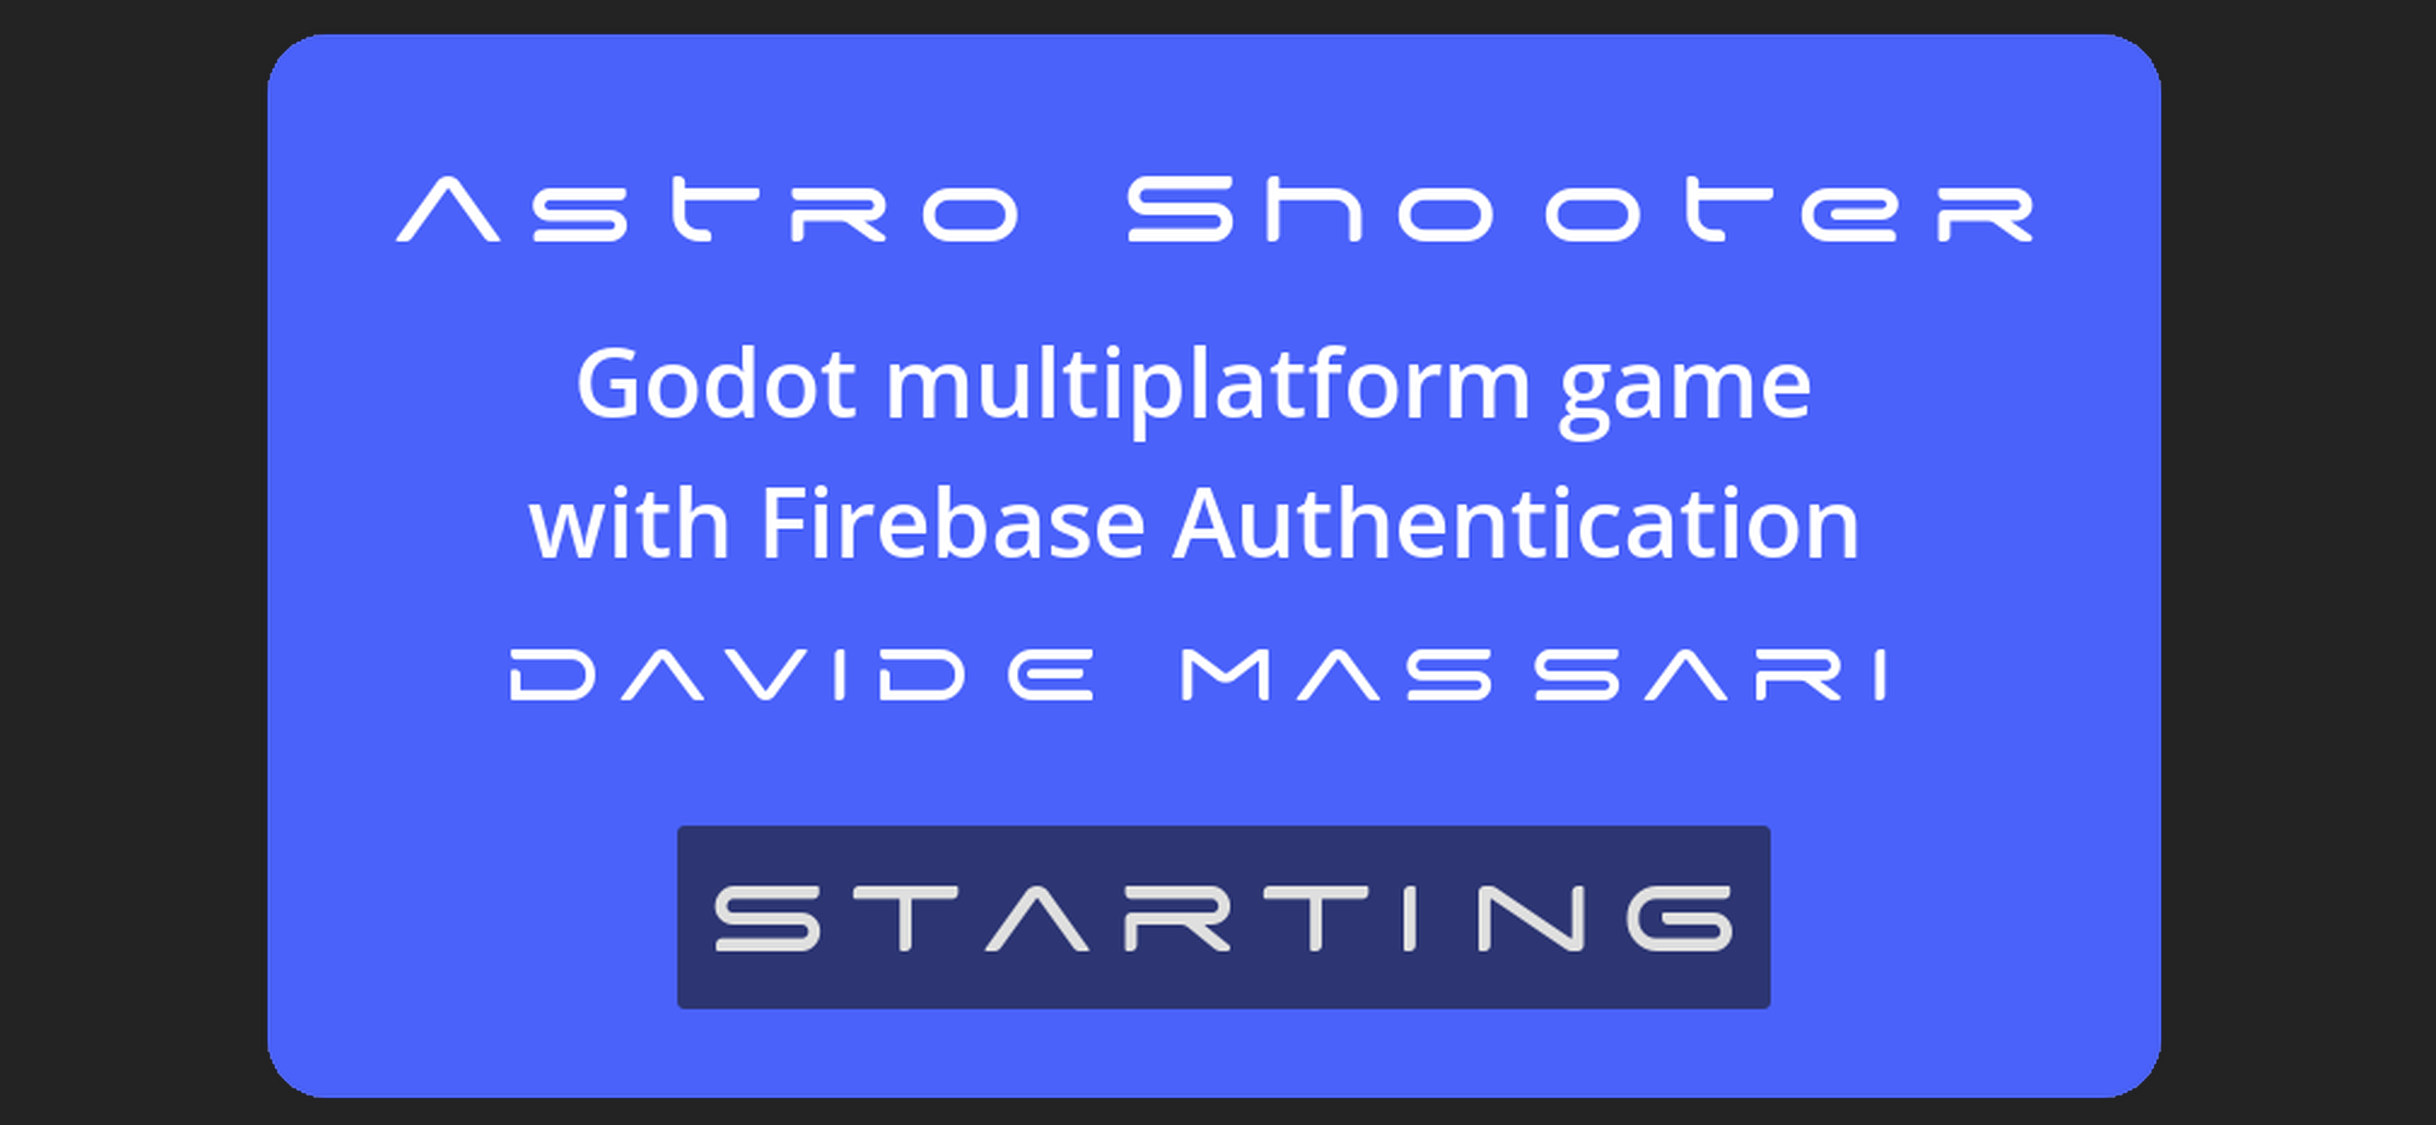 Astro Shooter
Godot multiplatform game
with Firebase Authentication
DAVIDE MASSARI
STARTING